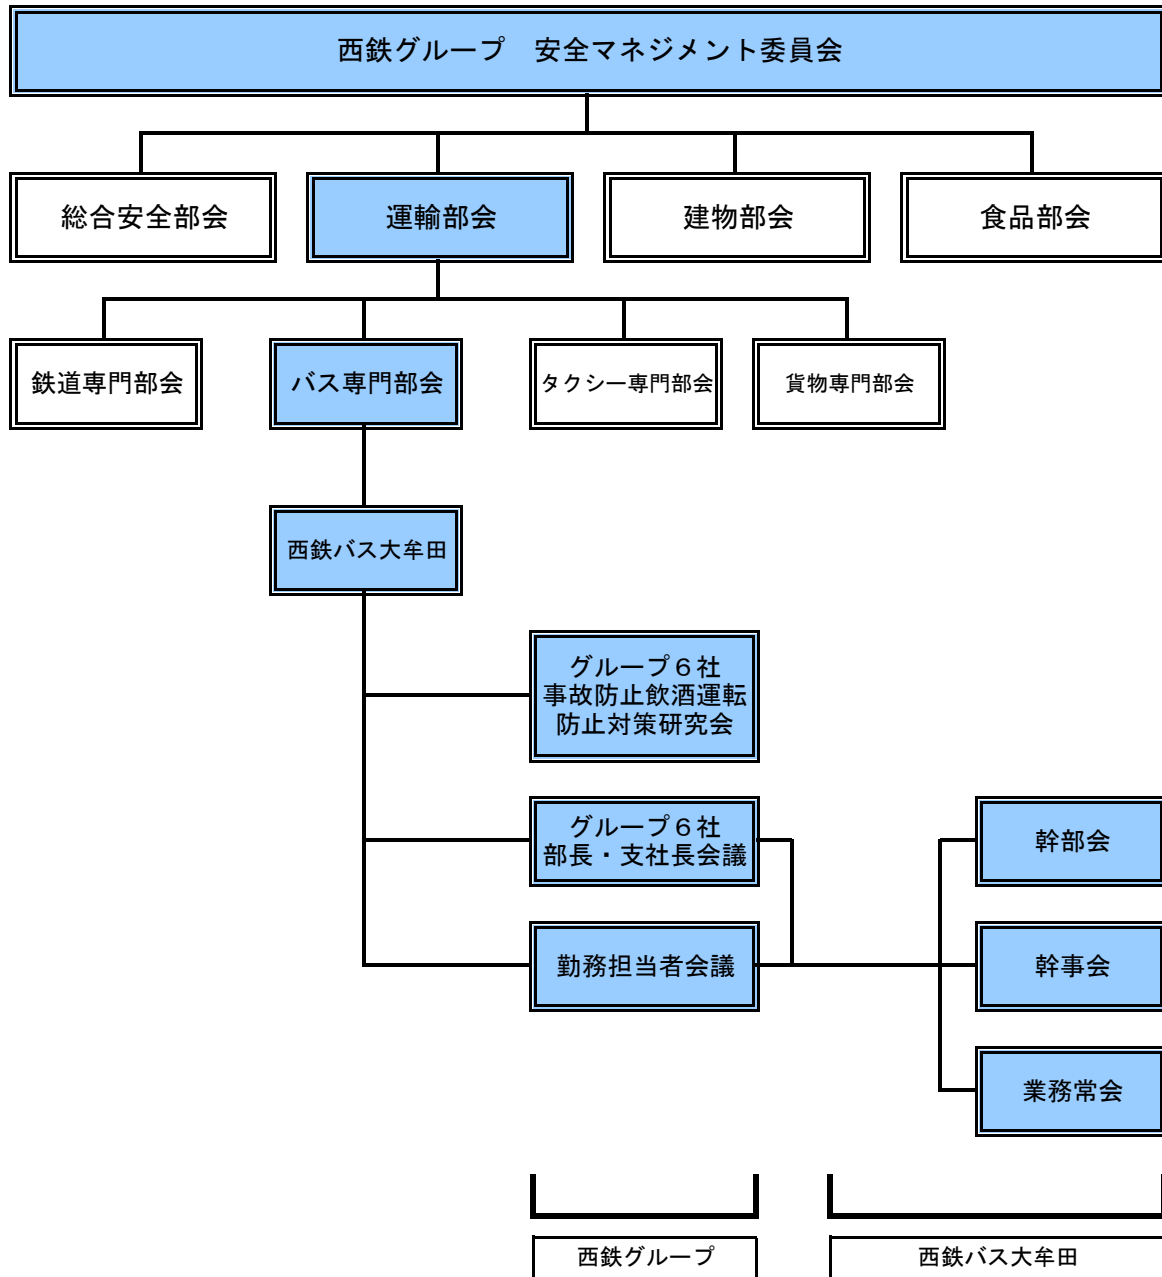 西鉄グループ　安全マネジメント委員会
総合安全部会
運輸部会
建物部会
食品部会
鉄道専門部会
バス専門部会
タクシー専門部会
貨物専門部会
西鉄バス大牟田
グループ６社
事故防止飲酒運転
防止対策研究会
グループ６社
部長・支社長会議
幹部会
勤務担当者会議
幹事会
業務常会
西鉄グループ
西鉄バス大牟田